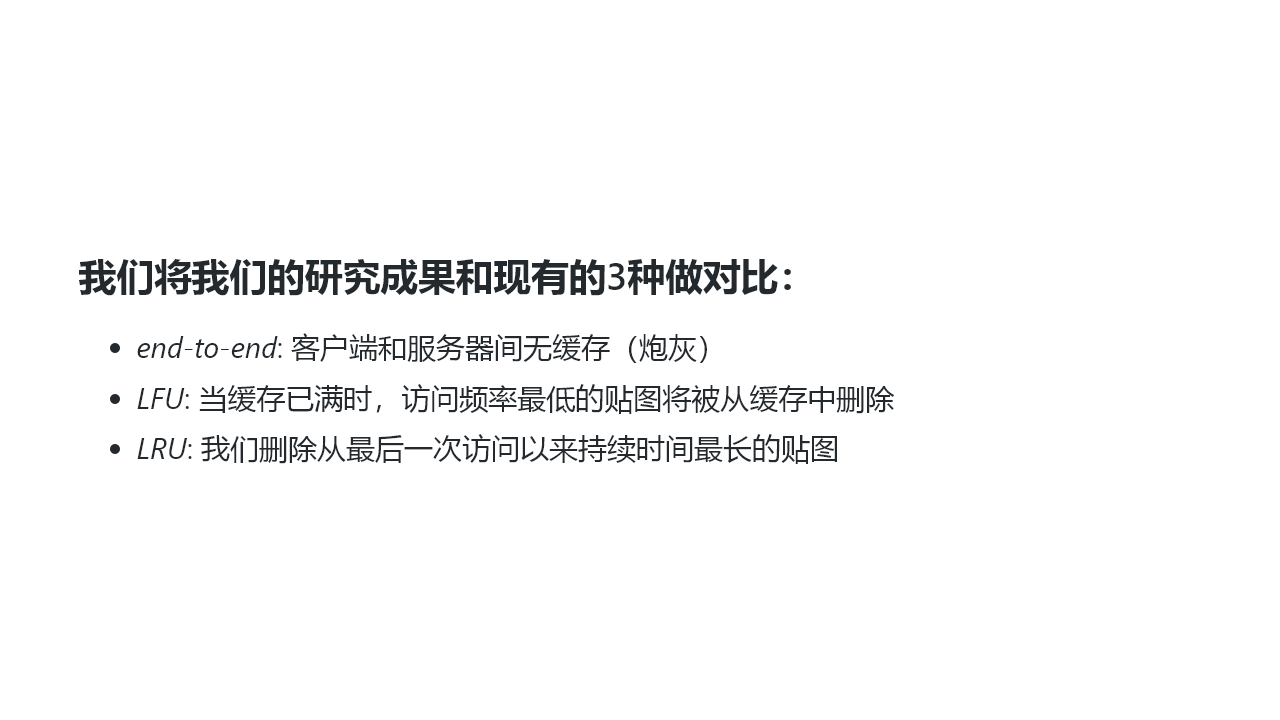 我们将我们的研究成果和现有的3种做对比：
end-to-end: 客户端和服务器间无缓存（炮灰）
LFU: 当缓存已满时，访问频率最低的贴图将被从缓存中删除
LRU: 我们删除从最后一次访问以来持续时间最长的贴图